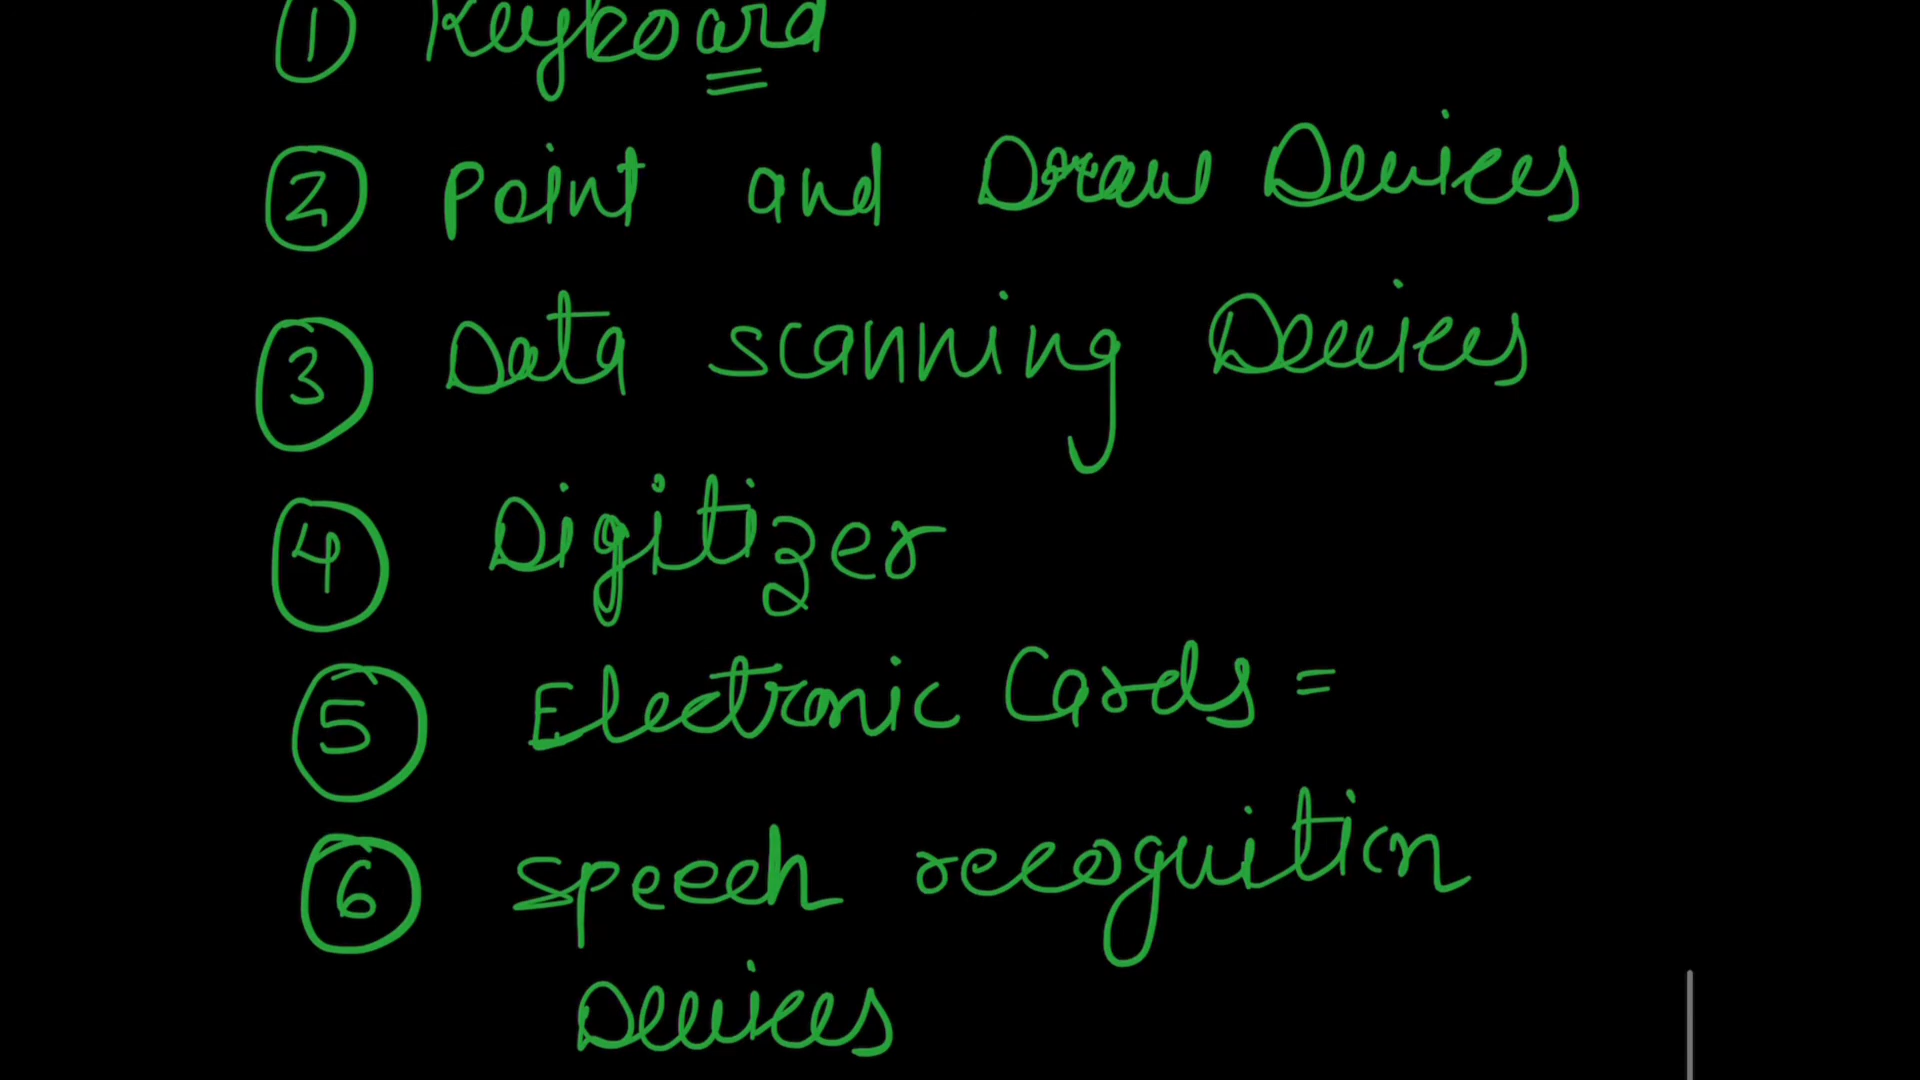 ① Keyboard
② Point and Draw Devices
③ Data scanning Devices
④ Digitizer
⑤ Electronic Cards =
⑥ speech recognition
Devices